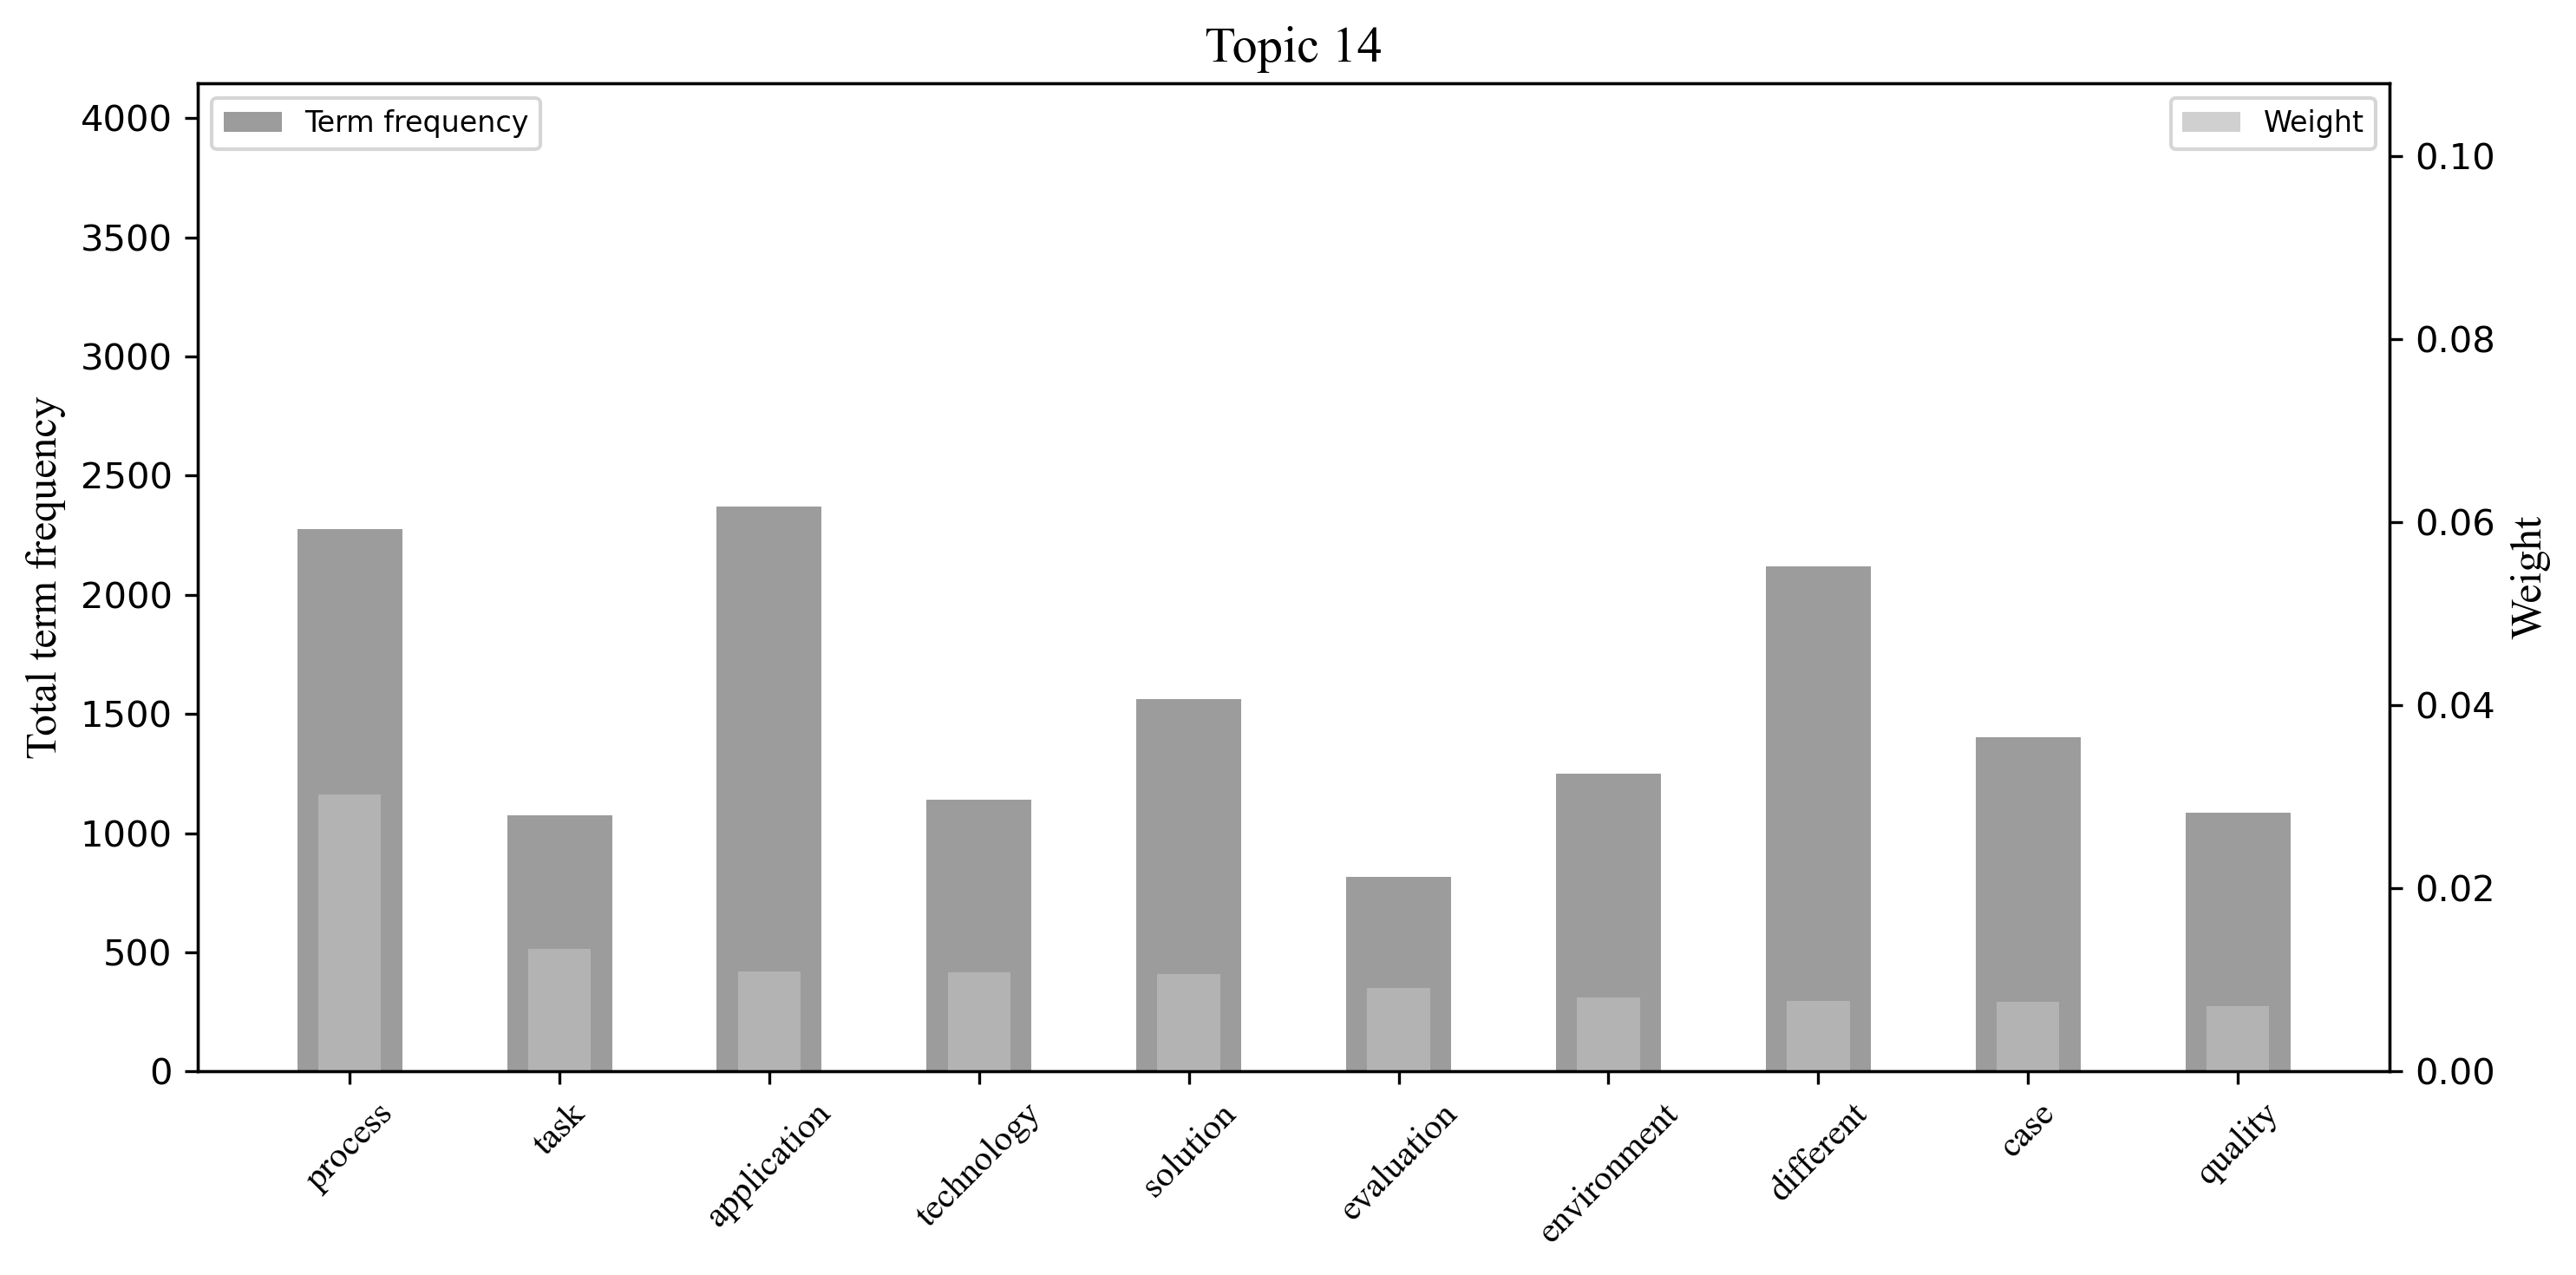 Topic 14
Term frequency
Weight
4000
3500
3000
2500
2000
1500
1000
500
0
Total term frequency
0.10
0.08
0.06
0.04
0.02
0.00
Weight
process
task
application
technology
solution
evaluation
environment
different
case
quality